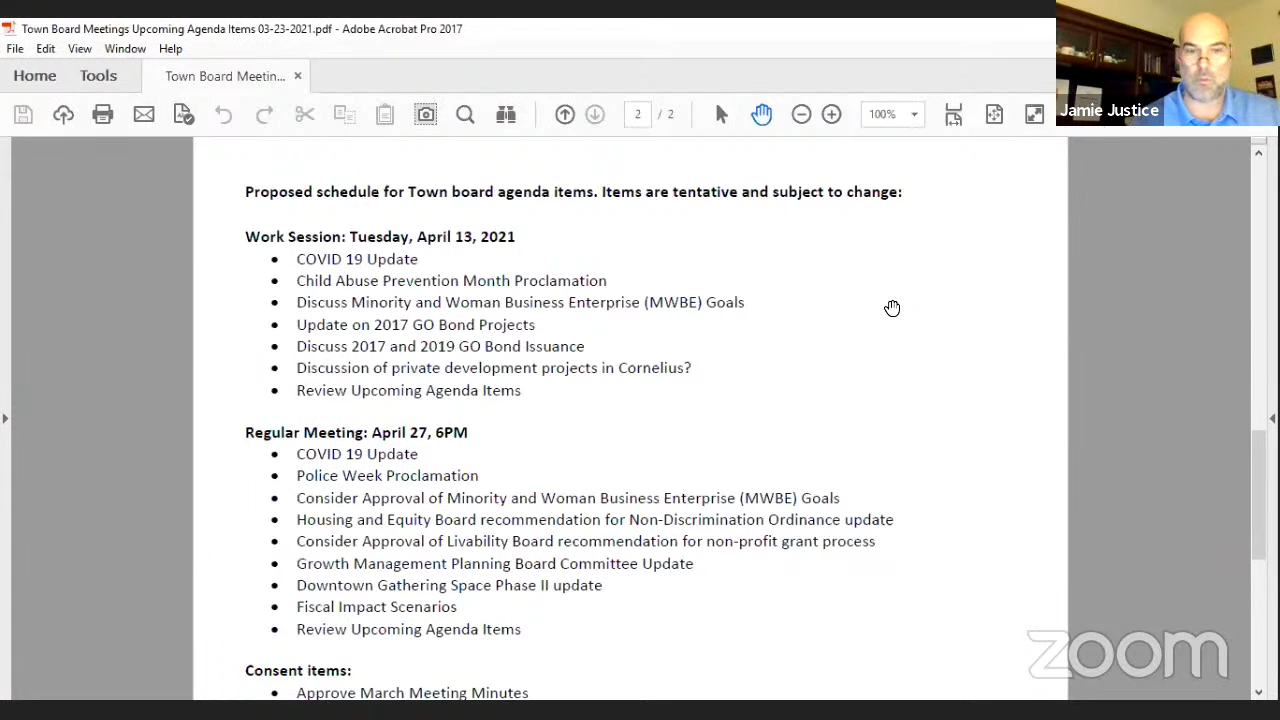 Town Board Meetings Upcoming Agenda Items 03-23-2021.pdf - Adobe Acrobat Pro 2017
File Edit View Window Help
Home Tools Town Board Meetin... ×
2 / 2 100%
Jamie Justice
Proposed schedule for Town board agenda items. Items are tentative and subject to change:
Work Session: Tuesday, April 13, 2021
• COVID 19 Update
• Child Abuse Prevention Month Proclamation
• Discuss Minority and Woman Business Enterprise (MWBE) Goals
• Update on 2017 GO Bond Projects
• Discuss 2017 and 2019 GO Bond Issuance
• Discussion of private development projects in Cornelius?
• Review Upcoming Agenda Items
Regular Meeting: April 27, 6PM
• COVID 19 Update
• Police Week Proclamation
• Consider Approval of Minority and Woman Business Enterprise (MWBE) Goals
• Housing and Equity Board recommendation for Non-Discrimination Ordinance update
• Consider Approval of Livability Board recommendation for non-profit grant process
• Growth Management Planning Board Committee Update
• Downtown Gathering Space Phase II update
• Fiscal Impact Scenarios
• Review Upcoming Agenda Items
Consent items:
• Approve March Meeting Minutes
zoom